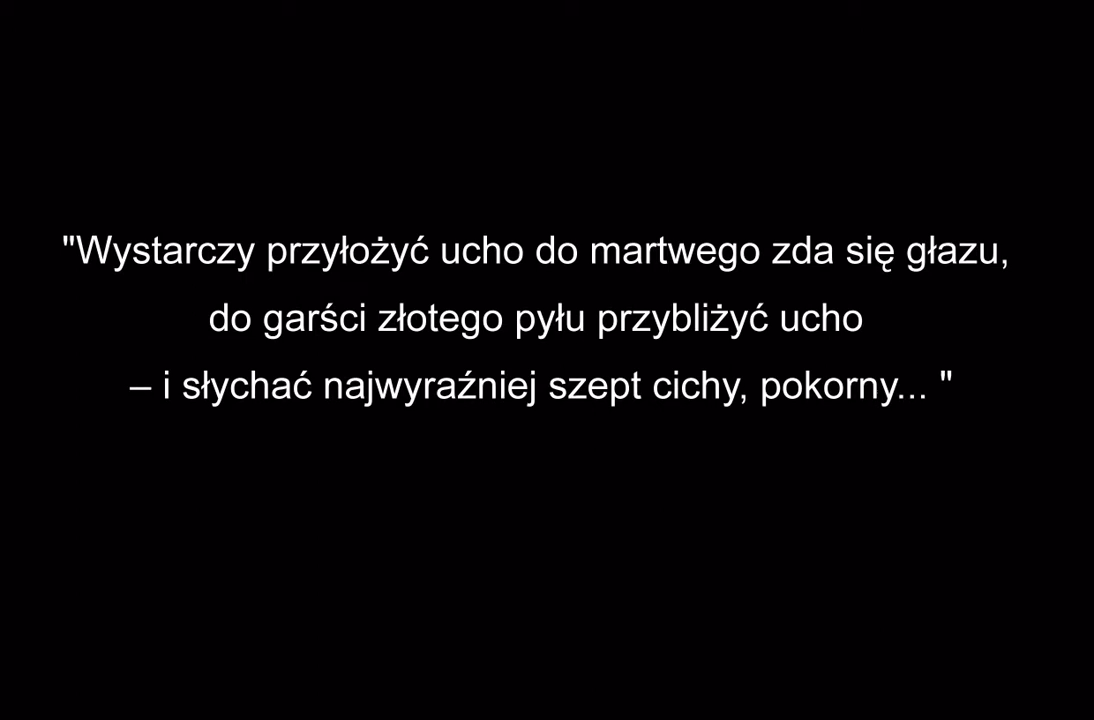 "Wystarczy przyłożyć ucho do martwego zda się głazu,
do garści złotego pyłu przybliżyć ucho
– i słychać najwyraźniej szept cichy, pokorny... "